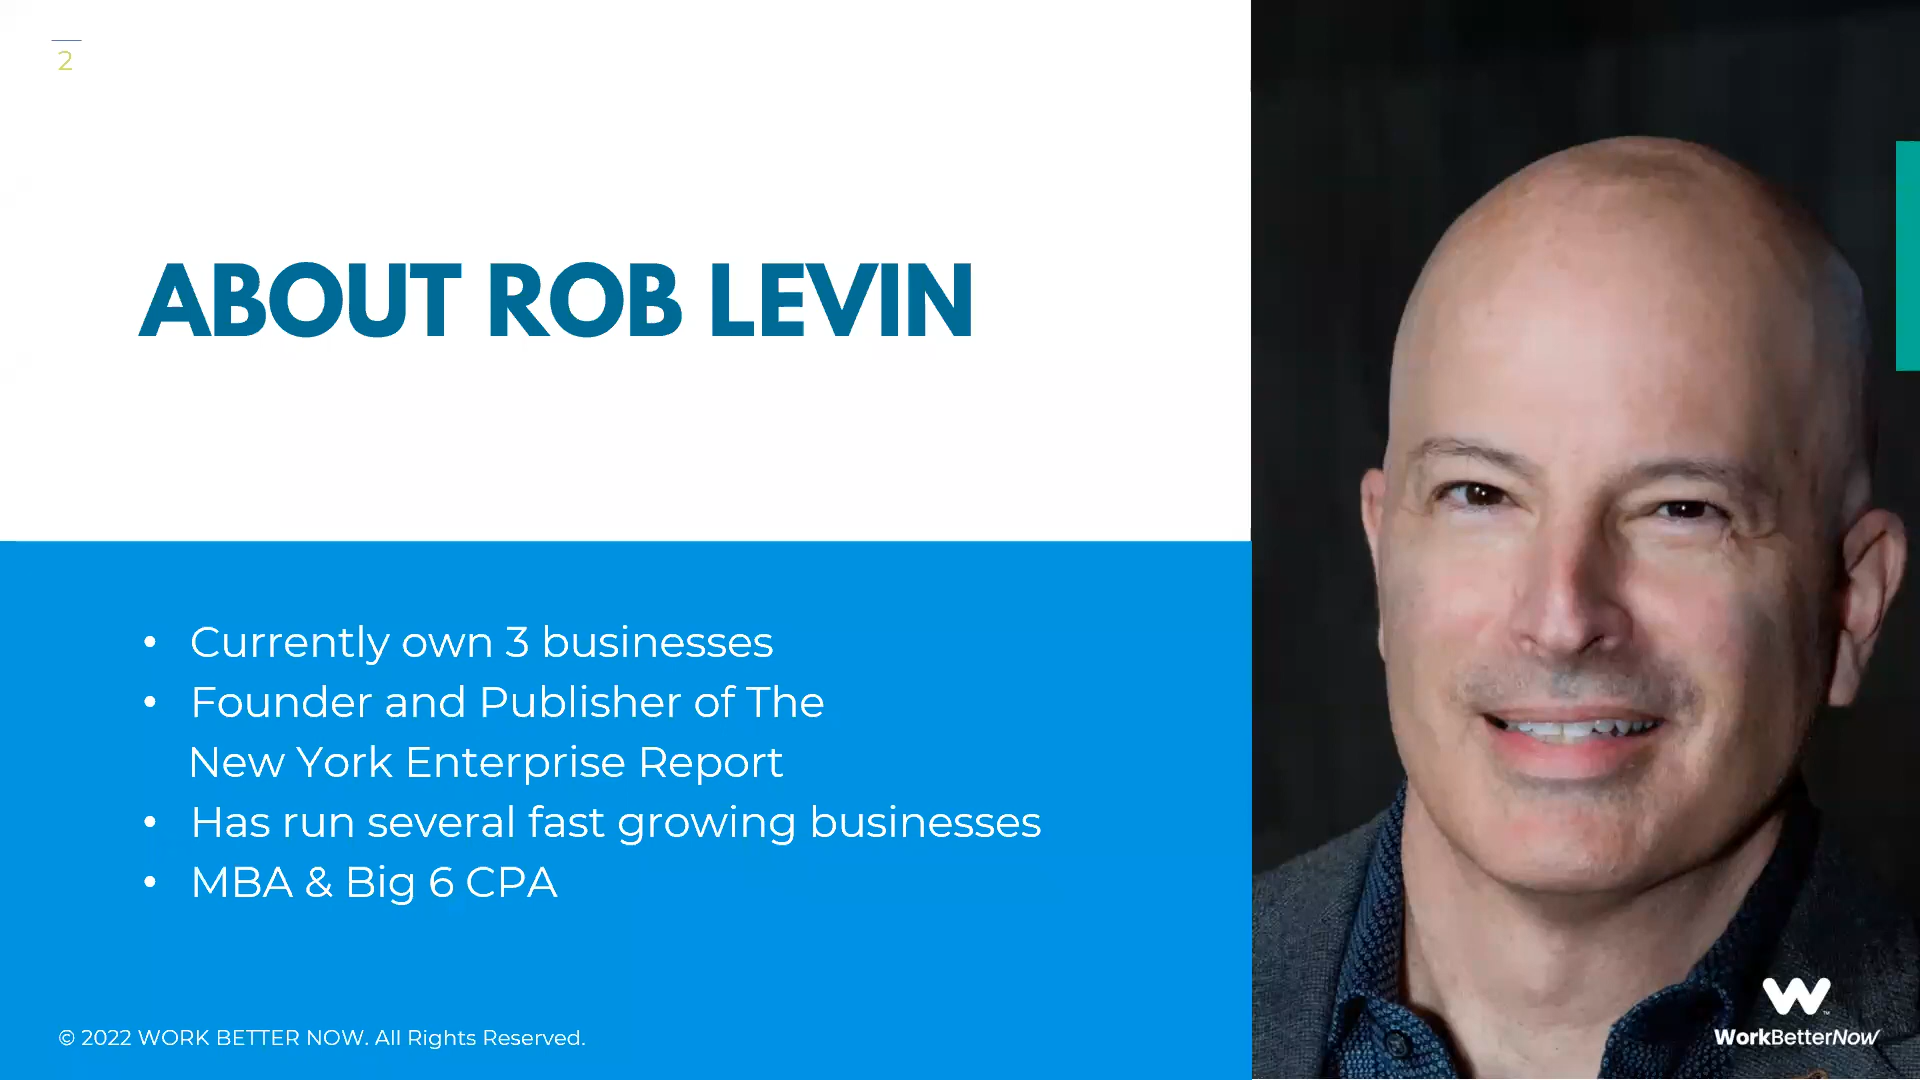 2
ABOUT ROB LEVIN
• Currently own 3 businesses
• Founder and Publisher of The
New York Enterprise Report
• Has run several fast growing businesses
• MBA & Big 6 CPA
© 2022 WORK BETTER NOW. All Rights Reserved.
W™
WorkBetterNow